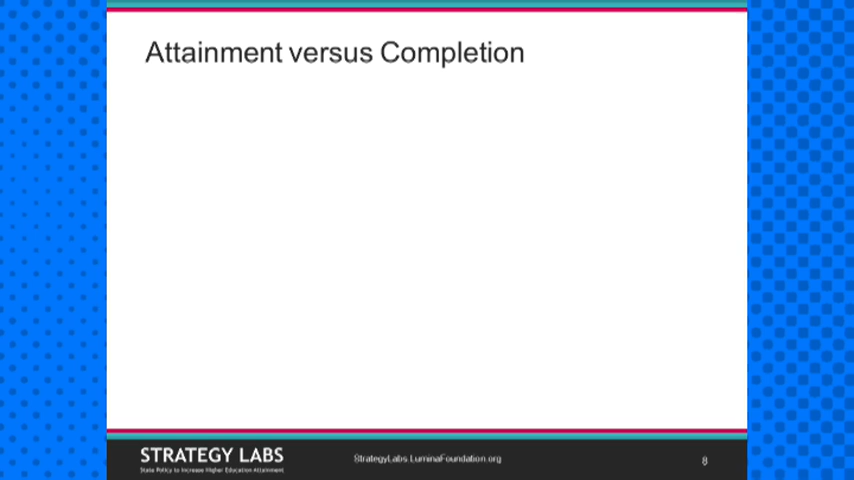 Attainment versus Completion
STRATEGY LABS
State Policy to Increase Higher Education Attainment
StrategyLabs.LuminaFoundation.org
8